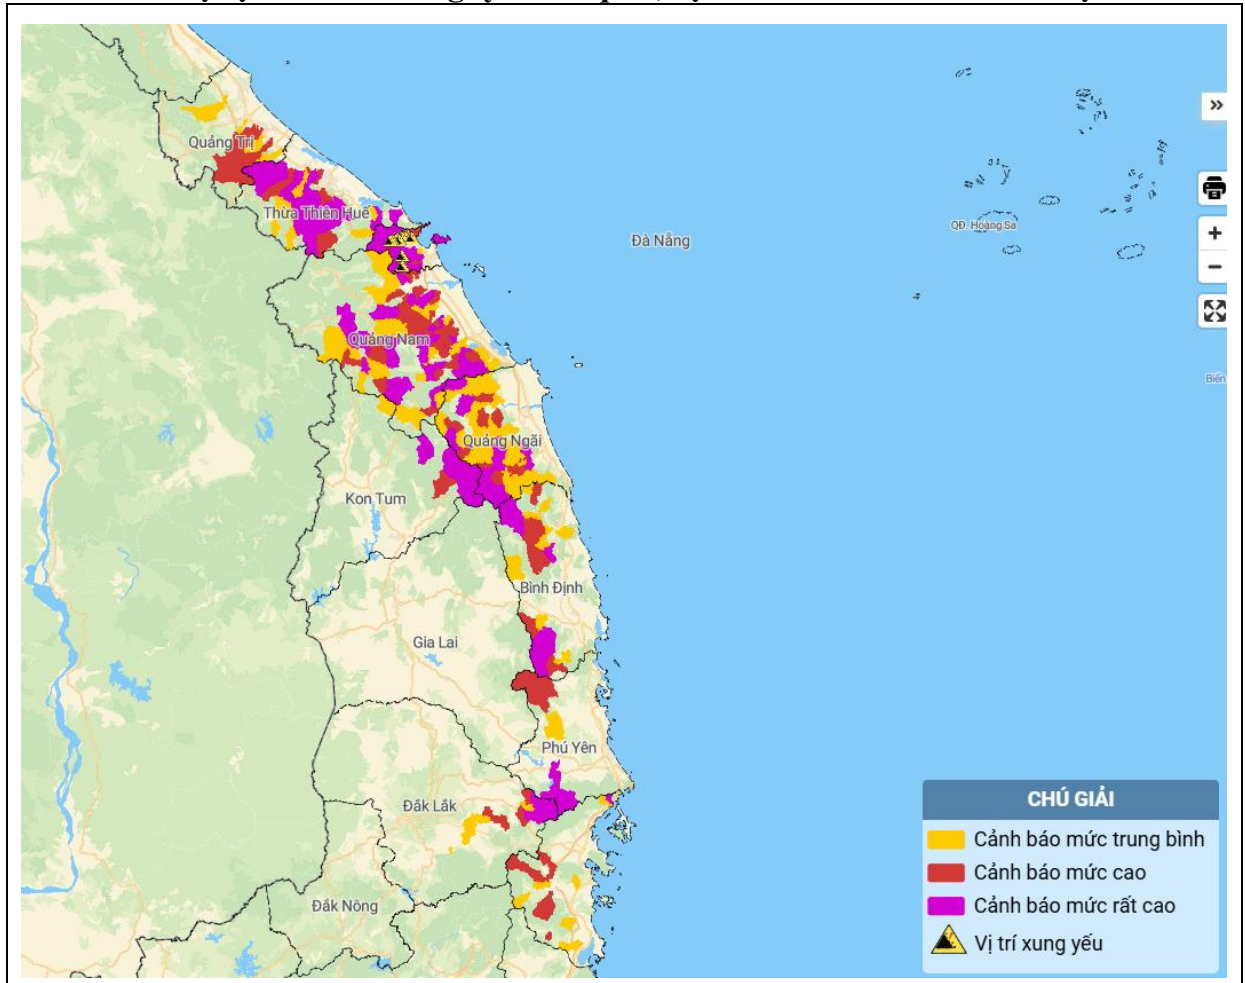 Quảng Trị
Thừa Thiên Huế
Đà Nẵng
QĐ. Hoàng Sa
»
+
−
Quảng Nam
Biển
Quảng Ngãi
Kon Tum
Bình Định
Gia Lai
Phú Yên
Đắk Lắk
Đắk Nông
CHÚ GIẢI
Cảnh báo mức trung bình
Cảnh báo mức cao
Cảnh báo mức rất cao
Vị trí xung yếu